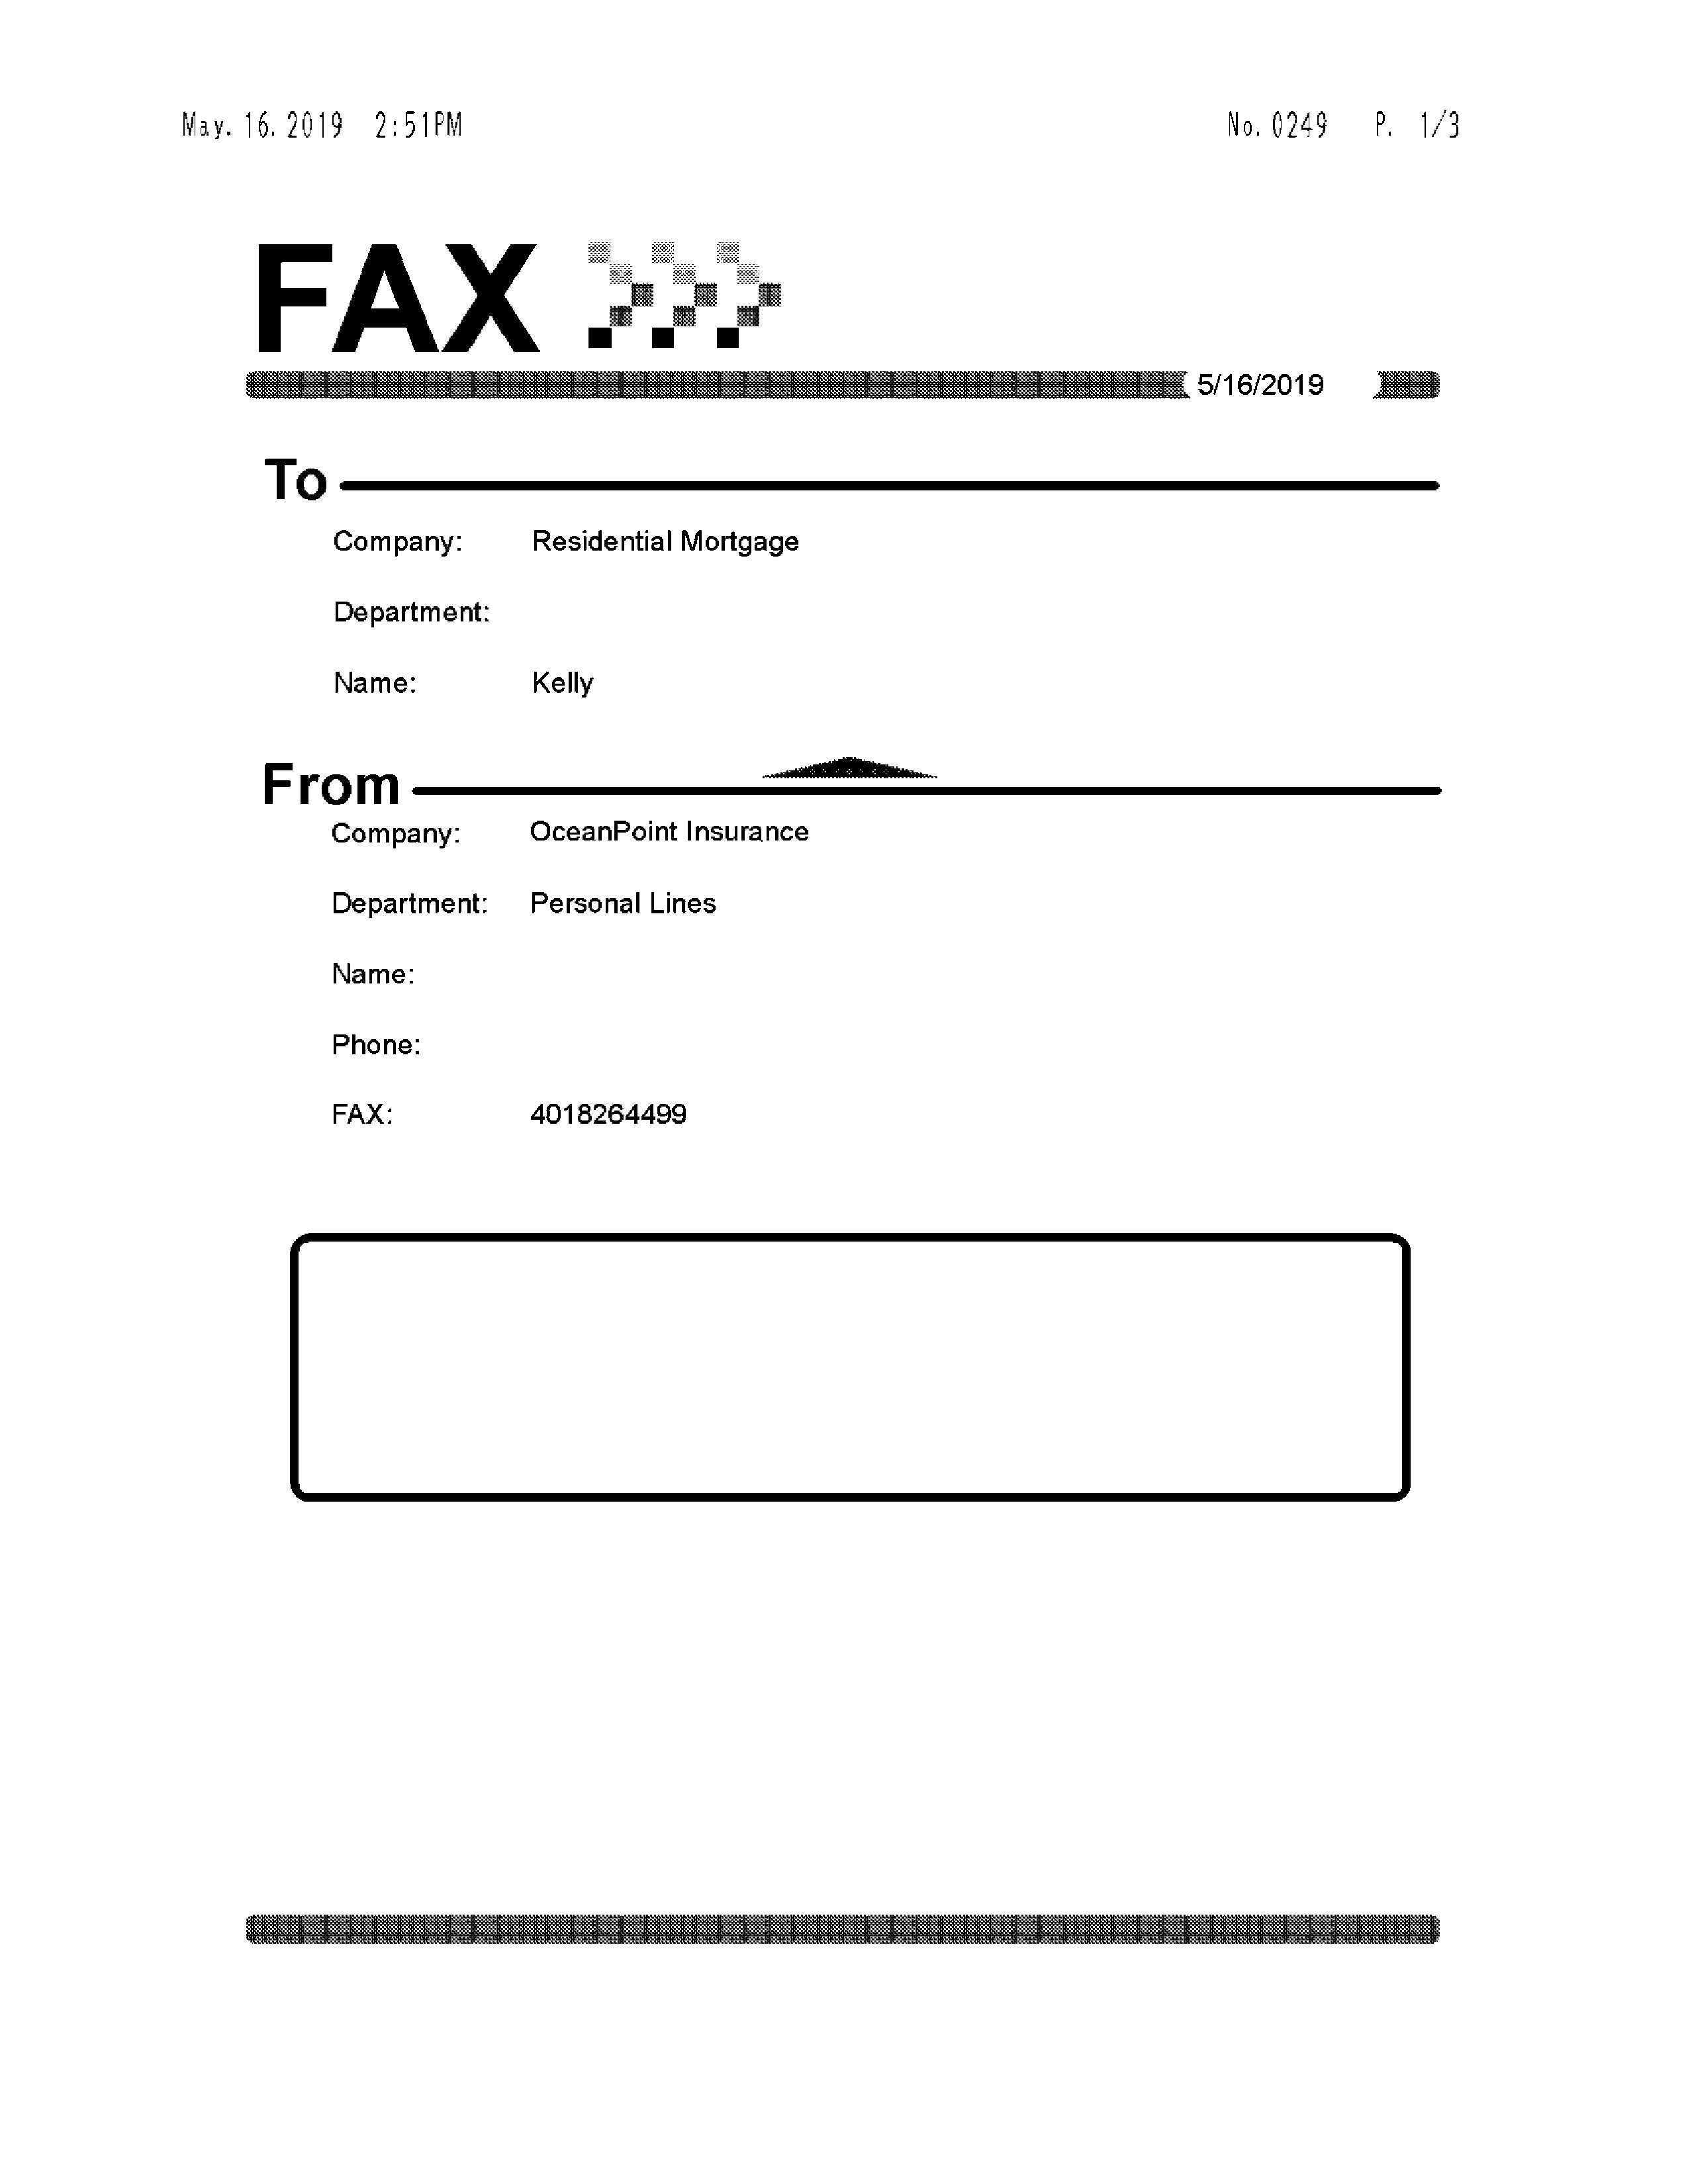 May. 16. 2019 2:51PM No. 0249 P. 1/3
FAX
5/16/2019
To
Company: Residential Mortgage
Department:
Name: Kelly
From
Company: OceanPoint Insurance
Department: Personal Lines
Name:
Phone:
FAX: 4018264499